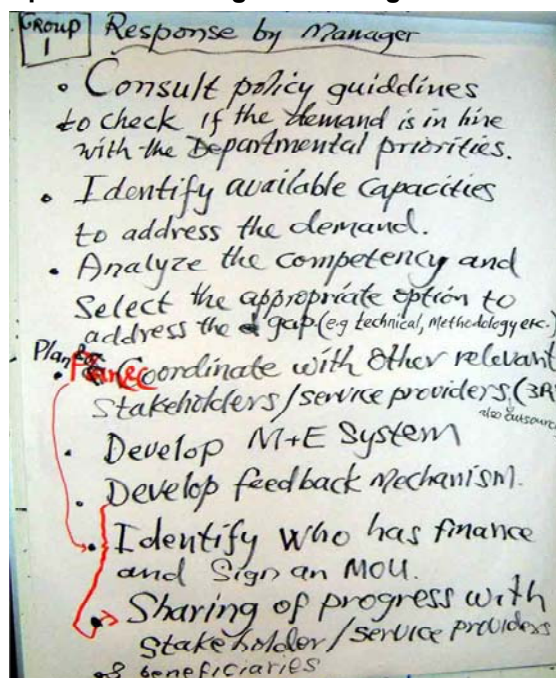 GROUP 1
Response by Manager
• Consult policy guiddines
to check if the demand is in line
with the Departmental priorities.
• Identify available capacities
to address the demand.
• Analyze the competency and
Select the appropriate option to
address the gap (e.g technical, Methodology etc.)
Plan &
• Coordinate with other relevant
Stakeholders/service providers (3R
also outsource
• Develop M+E System
• Develop feedback Mechanism.
• Identify who has finance
and Sign an MOU.
• Sharing of progress with
Stakeholder/service providers
& beneficiaries